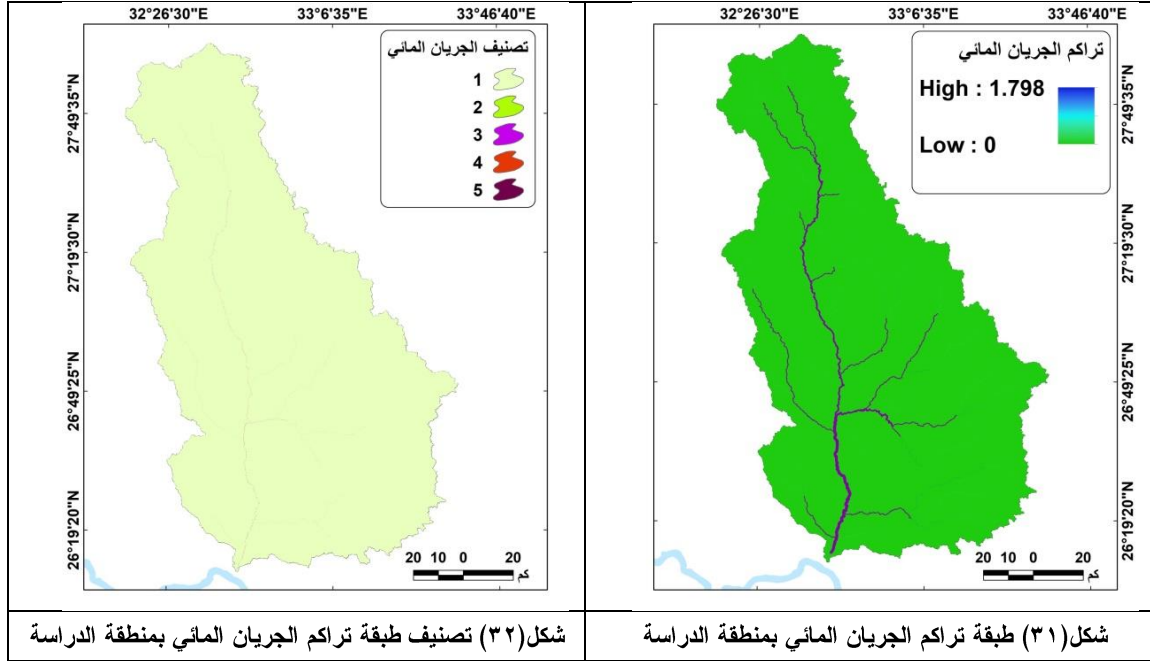 32°26'30"E 33°6'35"E 33°46'40"E
27°49'35"N
27°19'30"N
26°49'25"N
26°19'20"N
تراكم الجريان المائي
High : 1.798
Low : 0
20 10 0 20
كم
شكل(٣١) طبقة تراكم الجريان المائي بمنطقة الدراسة
32°26'30"E 33°6'35"E 33°46'40"E
27°49'35"N
27°19'30"N
26°49'25"N
26°19'20"N
تصنيف الجريان المائي
1
2
3
4
5
20 10 0 20
كم
شكل(٣٢) تصنيف طبقة تراكم الجريان المائي بمنطقة الدراسة